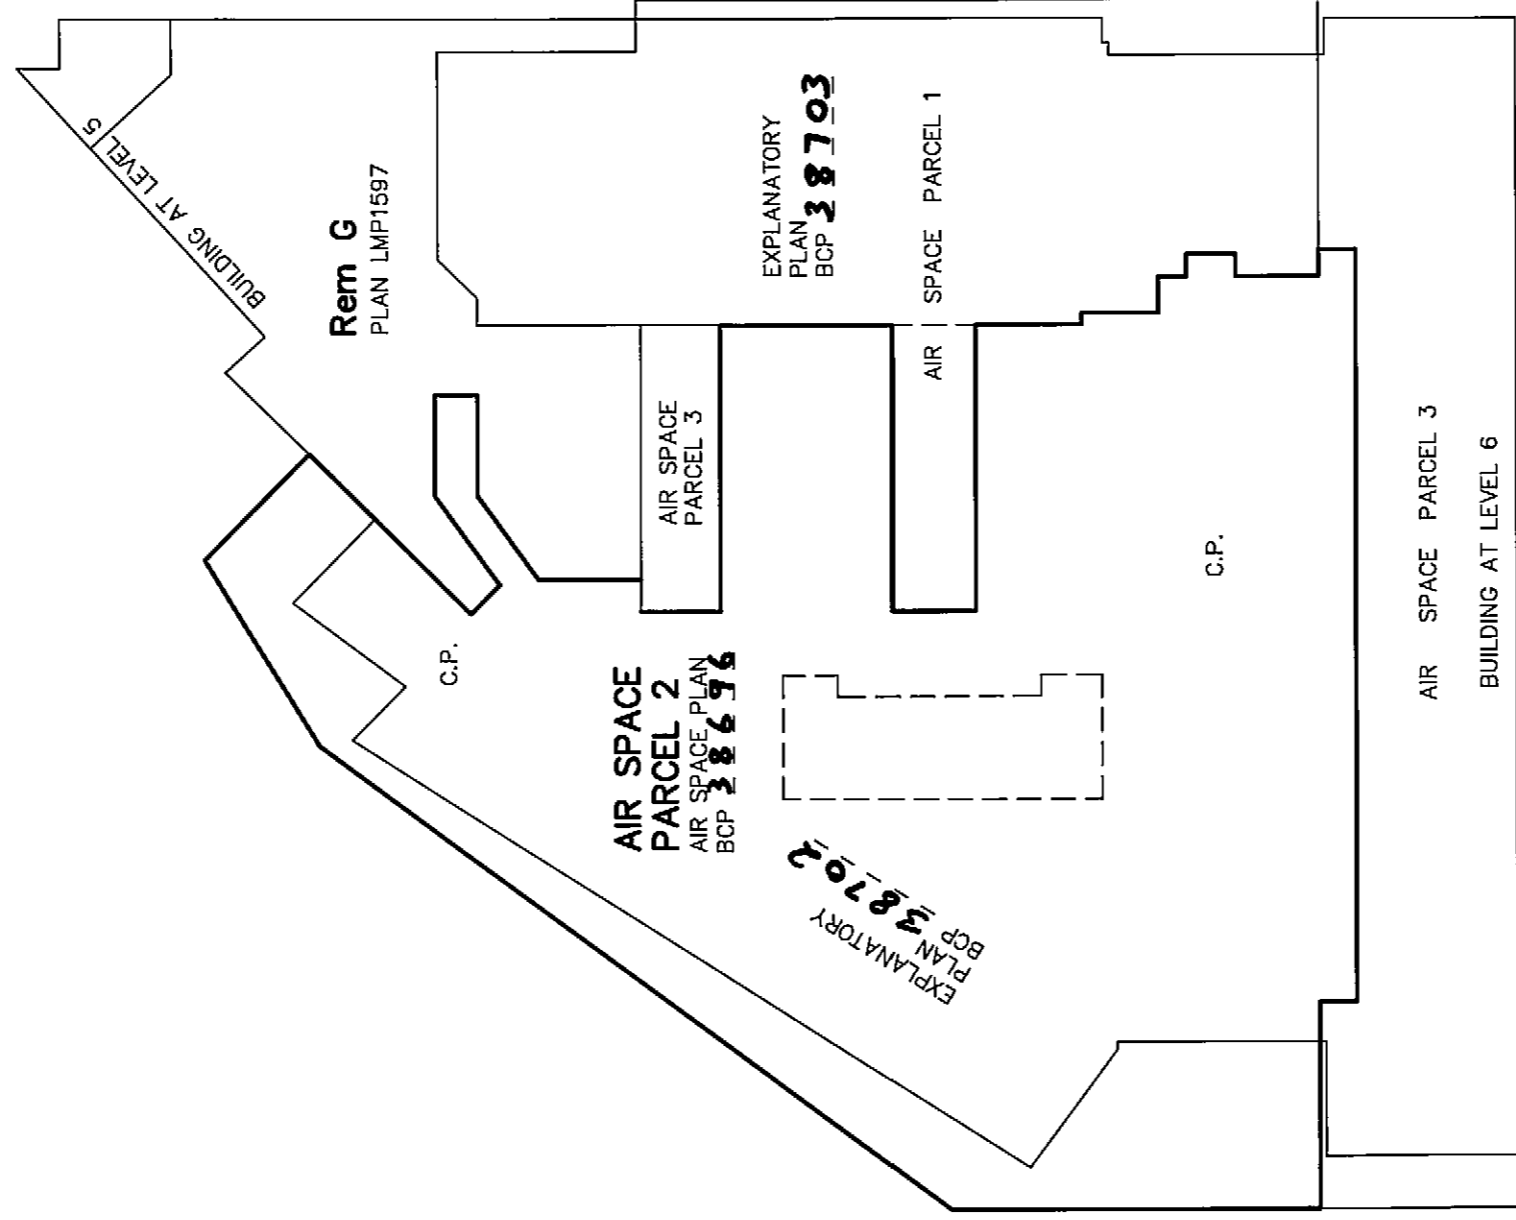 BUILDING AT LEVEL 5
Rem G
PLAN LMP1597
EXPLANATORY
PLAN
BCP 38703
AIR SPACE PARCEL 1
AIR SPACE
PARCEL 3
C.P.
AIR SPACE
PARCEL 2
AIR SPACE PLAN
BCP 38696
EXPLANATORY
PLAN
BCP 38702
C.P.
AIR SPACE PARCEL 3
BUILDING AT LEVEL 6